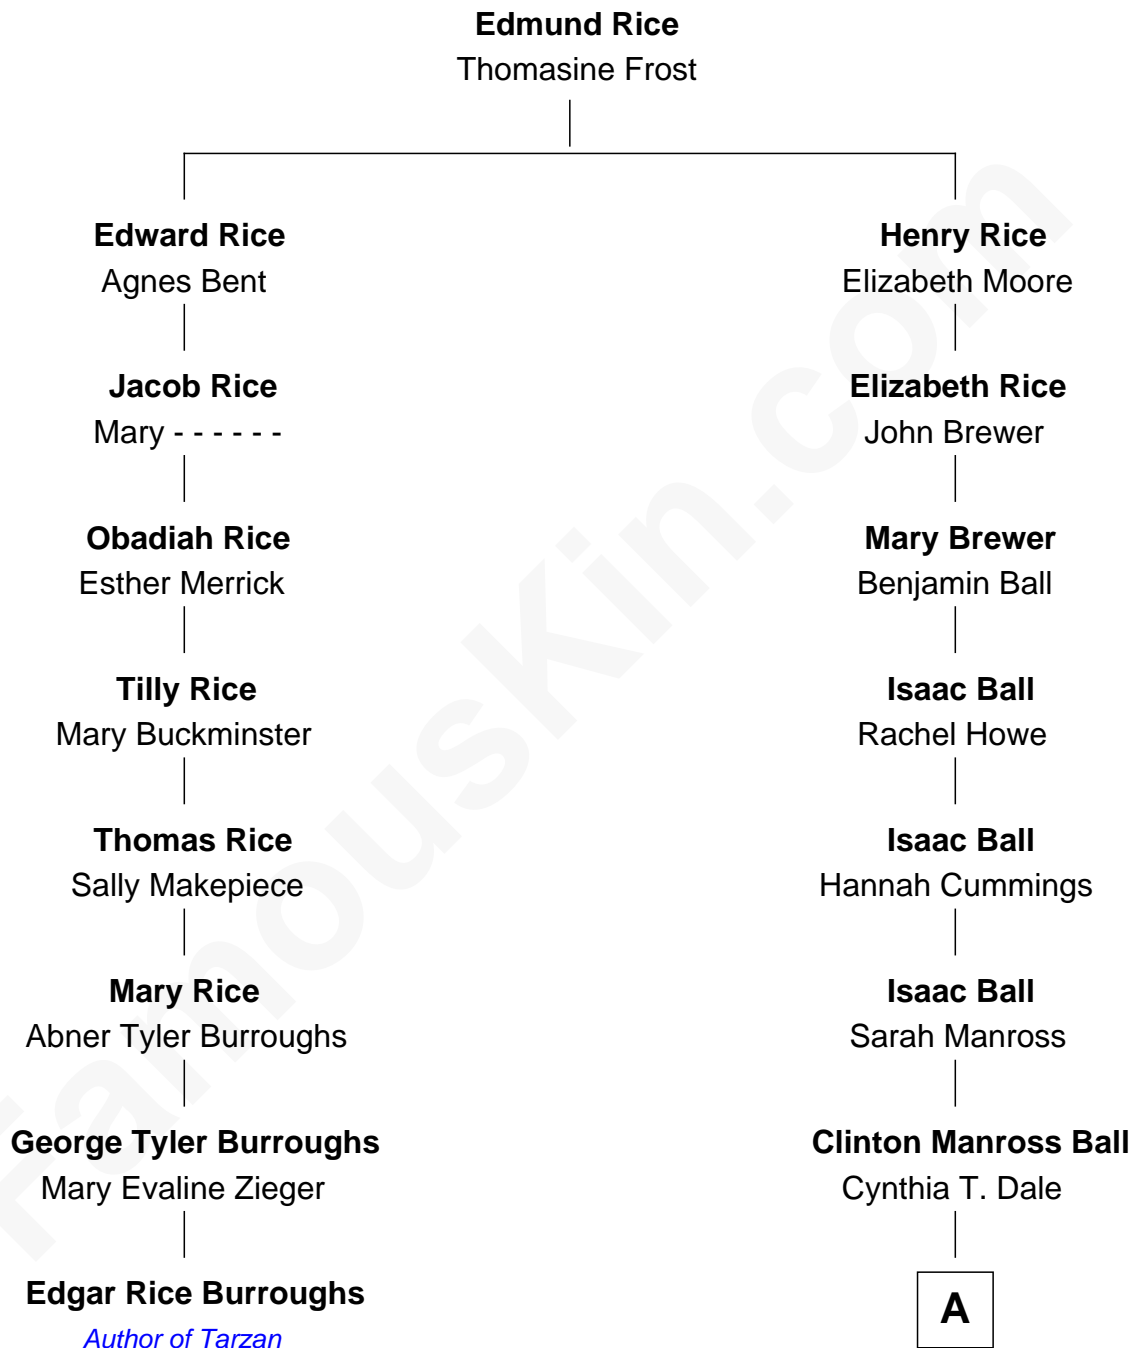 Edmund Rice
Thomasine Frost
Edward Rice
Agnes Bent
Jacob Rice
Mary - - - - - -
Obadiah Rice
Esther Merrick
Tilly Rice
Mary Buckminster
Thomas Rice
Sally Makepiece
Mary Rice
Abner Tyler Burroughs
George Tyler Burroughs
Mary Evaline Zieger
Edgar Rice Burroughs
Author of Tarzan
Henry Rice
Elizabeth Moore
Elizabeth Rice
John Brewer
Mary Brewer
Benjamin Ball
Isaac Ball
Rachel Howe
Isaac Ball
Hannah Cummings
Isaac Ball
Sarah Manross
Clinton Manross Ball
Cynthia T. Dale
A
FamousKin.com